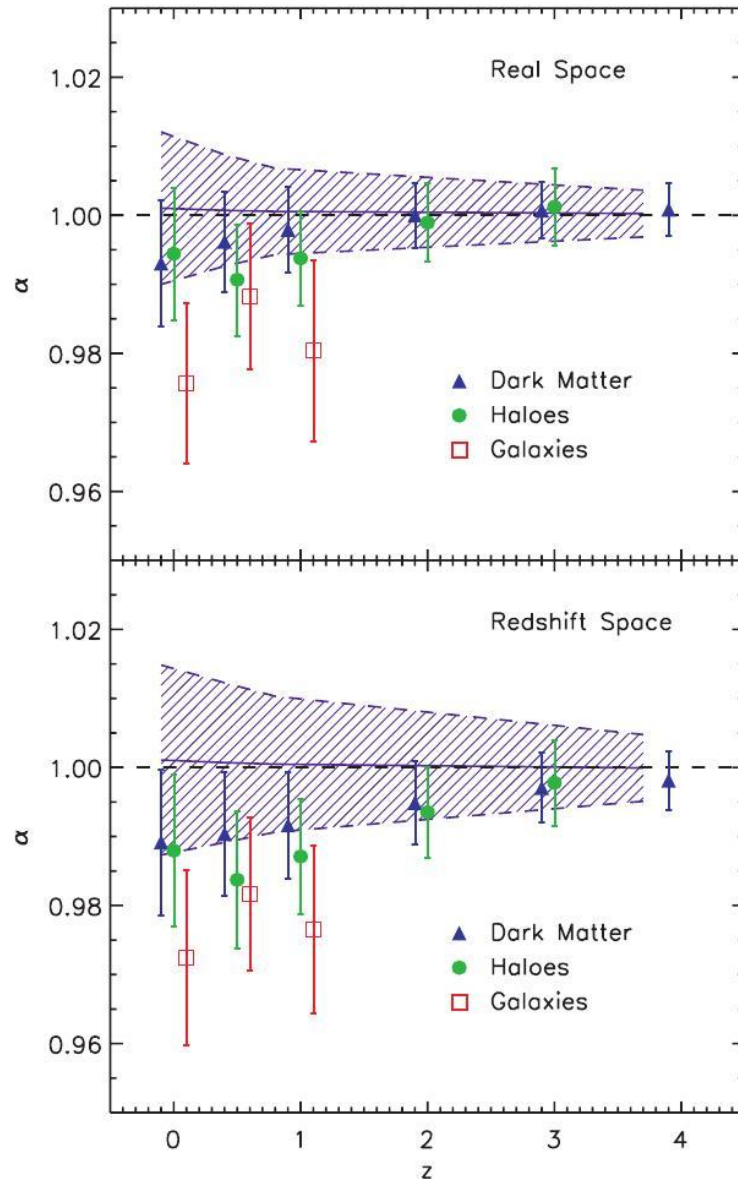 1.02
Real Space
1.00
α
0.98
Dark Matter
Haloes
Galaxies
0.96
1.02
Redshift Space
1.00
α
0.98
Dark Matter
Haloes
Galaxies
0.96
0 1 2 3 4
z